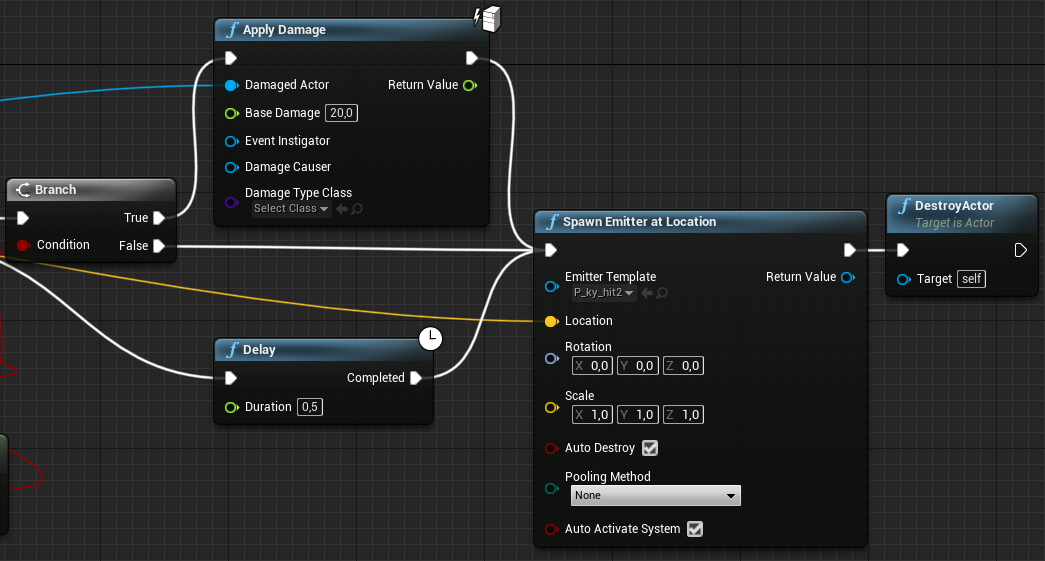 Apply Damage
Damaged Actor Return Value
Base Damage 20,0
Event Instigator
Damage Causer
Damage Type Class
Select Class
Branch
True
Condition False
Delay
Completed
Duration 0,5
Spawn Emitter at Location
Emitter Template Return Value
P_ky_hit2
Location
Rotation
X 0,0 Y 0,0 Z 0,0
Scale
X 1,0 Y 1,0 Z 1,0
Auto Destroy
Pooling Method
None
Auto Activate System
DestroyActor
Target is Actor
Target self